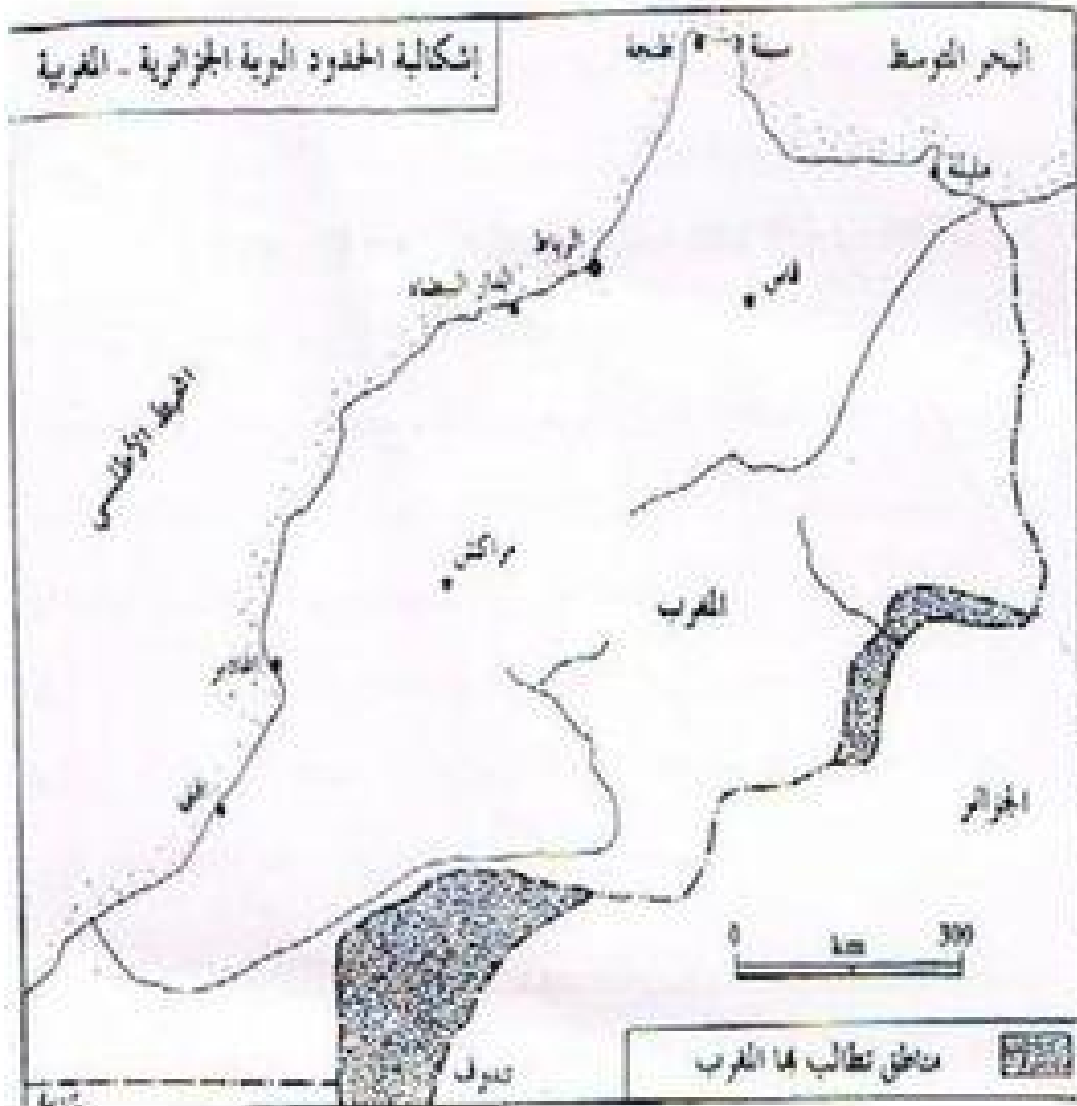 إشكالية الحدود البرية الجزائرية - المغربية
طنجة
سبتة
البحر المتوسط
مليلة
الرباط
الدار البيضاء
فاس
المحيط الأطلسي
مراكش
المغرب
الجزائر
0 km 300
تندوف
مناطق تطالب بها المغرب